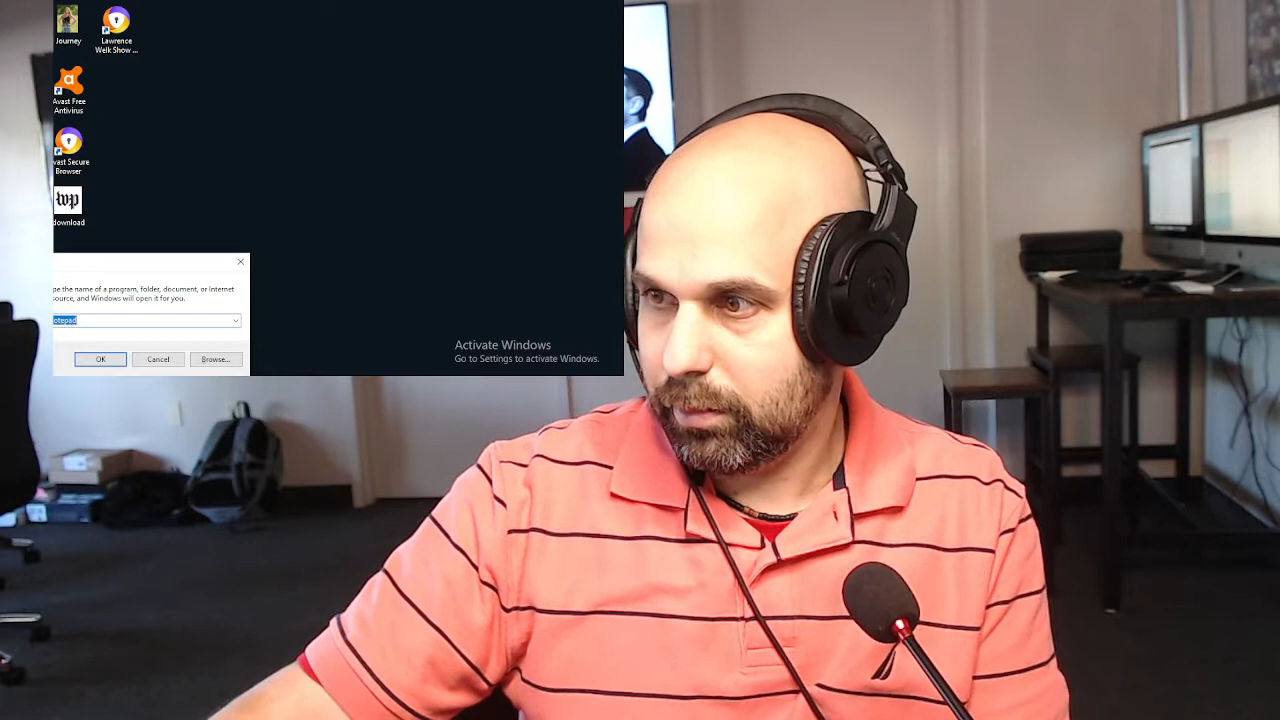 Journey
Lawrence
Welk Show ...
Avast Free
Antivirus
vast Secure
Browser
wp
download
pe the name of a program, folder, document, or Internet
source, and Windows will open it for you.
otepad
OK
Cancel
Browse...
Activate Windows
Go to Settings to activate Windows.